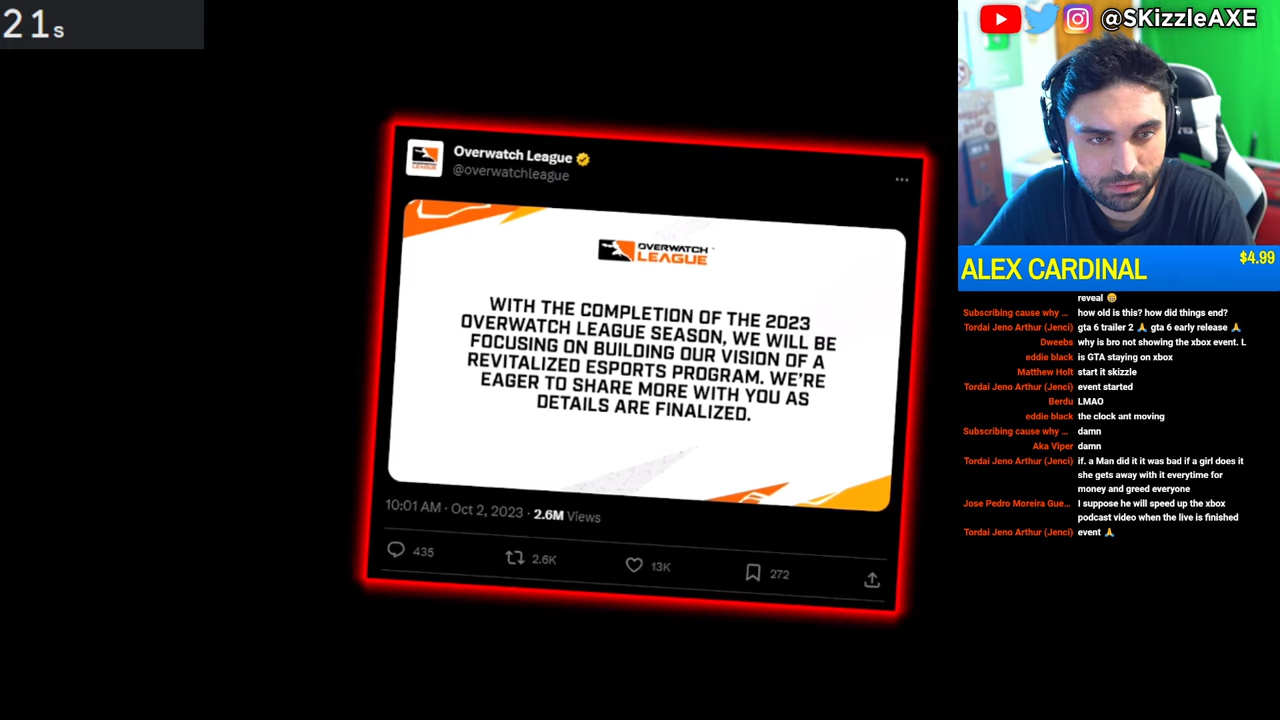 21s
@SKizzleAXE
Overwatch League
@overwatchleague
OVERWATCH
LEAGUE
WITH THE COMPLETION OF THE 2023
OVERWATCH LEAGUE SEASON, WE WILL BE
FOCUSING ON BUILDING OUR VISION OF A
REVITALIZED ESPORTS PROGRAM. WE'RE
EAGER TO SHARE MORE WITH YOU AS
DETAILS ARE FINALIZED.
10:01 AM · Oct 2, 2023 · 2.6M Views
435 2.6K 13K 272
ALEX CARDINAL $4.99
reveal 😁
Subscribing cause why ... how old is this? how did things end?
Tordai Jeno Arthur (Jenci) gta 6 trailer 2 🙏 gta 6 early release 🙏
Dweebs why is bro not showing the xbox event. L
eddie black is GTA staying on xbox
Matthew Holt start it skizzle
Tordai Jeno Arthur (Jenci) event started
Berdu LMAO
eddie black the clock ant moving
Subscribing cause why ... damn
Aka Viper damn
Tordai Jeno Arthur (Jenci) if. a Man did it it was bad if a girl does it
she gets away with it everytime for
money and greed everyone
Jose Pedro Moreira Gue... I suppose he will speed up the xbox
podcast video when the live is finished
Tordai Jeno Arthur (Jenci) event 🙏